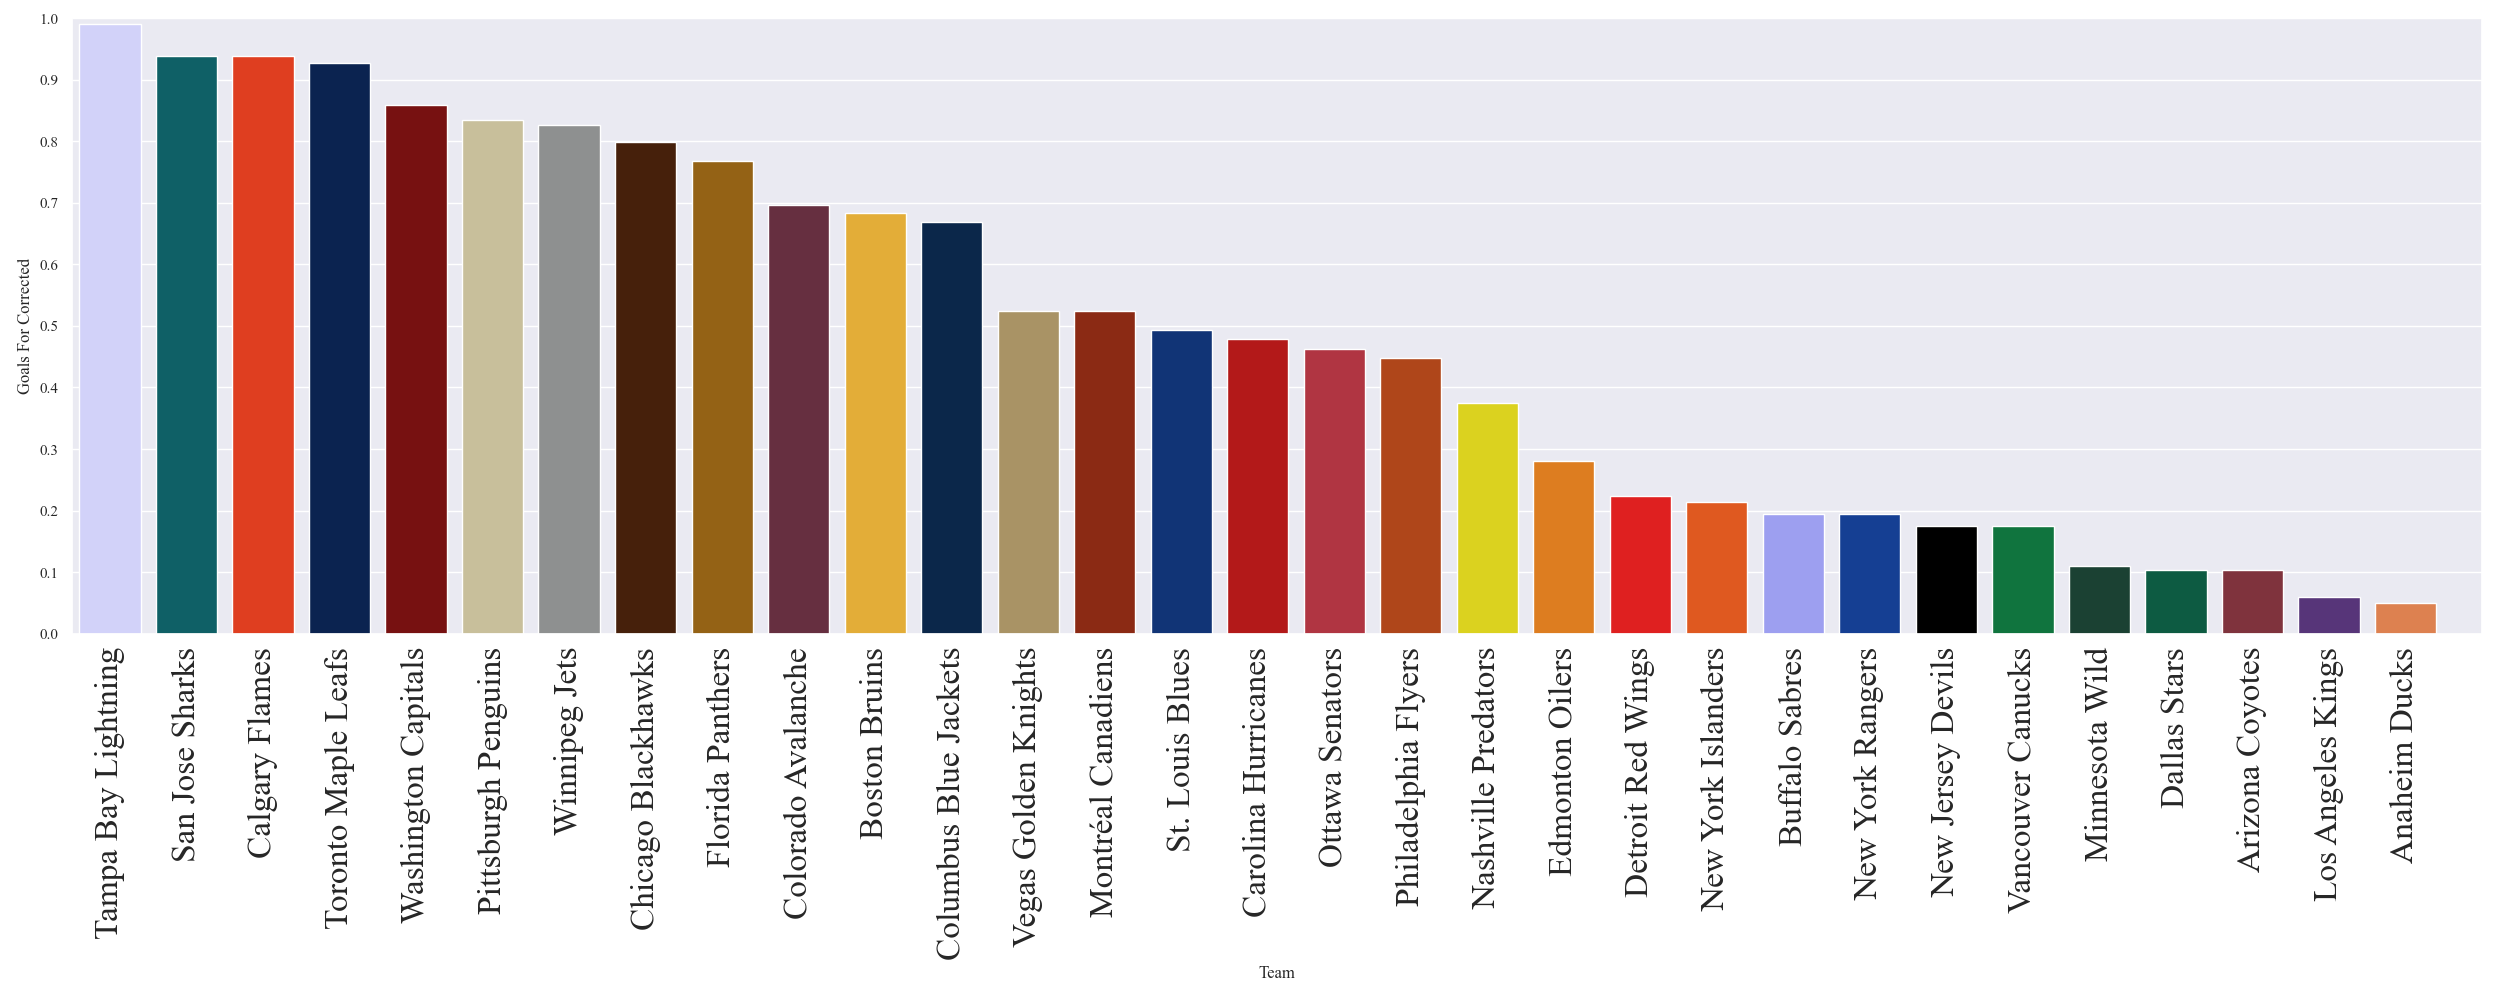 1.0
0.9
0.8
0.7
0.6
0.5
0.4
0.3
0.2
0.1
0.0
Goals For Corrected
Tampa Bay Lightning
San Jose Sharks
Calgary Flames
Toronto Maple Leafs
Washington Capitals
Pittsburgh Penguins
Winnipeg Jets
Chicago Blackhawks
Florida Panthers
Colorado Avalanche
Boston Bruins
Columbus Blue Jackets
Vegas Golden Knights
Montréal Canadiens
St. Louis Blues
Carolina Hurricanes
Ottawa Senators
Philadelphia Flyers
Nashville Predators
Edmonton Oilers
Detroit Red Wings
New York Islanders
Buffalo Sabres
New York Rangers
New Jersey Devils
Vancouver Canucks
Minnesota Wild
Dallas Stars
Arizona Coyotes
Los Angeles Kings
Anaheim Ducks
Team